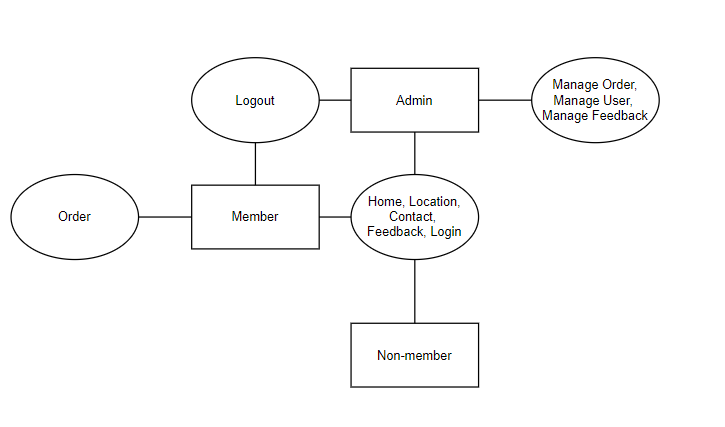 Logout
Admin
Manage Order,
Manage User,
Manage Feedback
Order
Member
Home, Location,
Contact,
Feedback, Login
Non-member